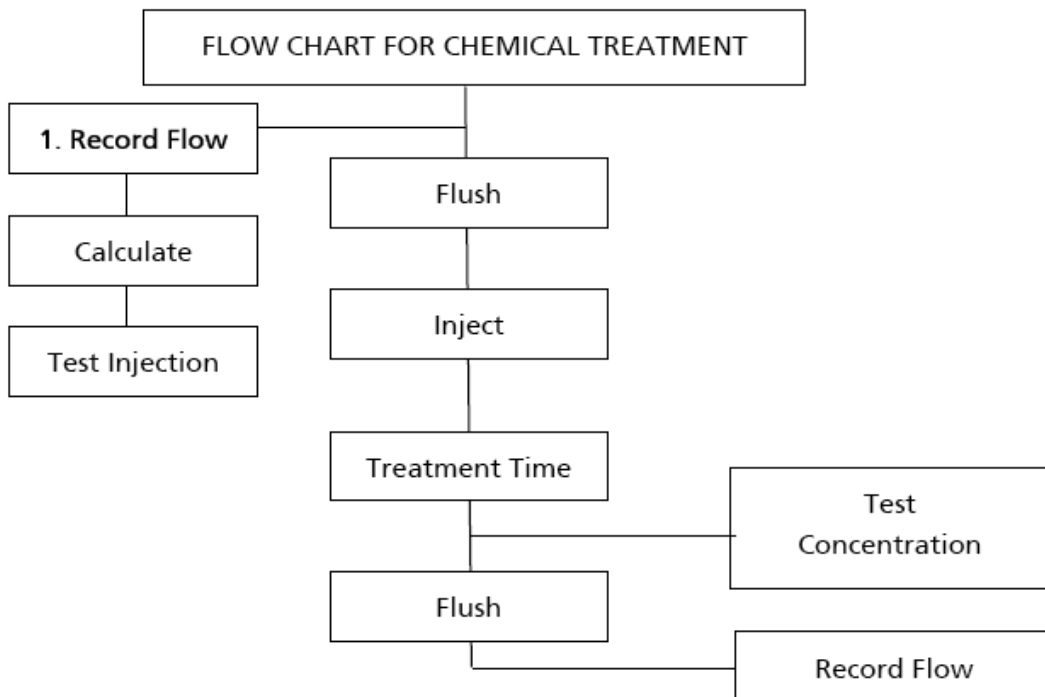 FLOW CHART FOR CHEMICAL TREATMENT
1. Record Flow
Flush
Calculate
Inject
Test Injection
Treatment Time
Test
Concentration
Flush
Record Flow